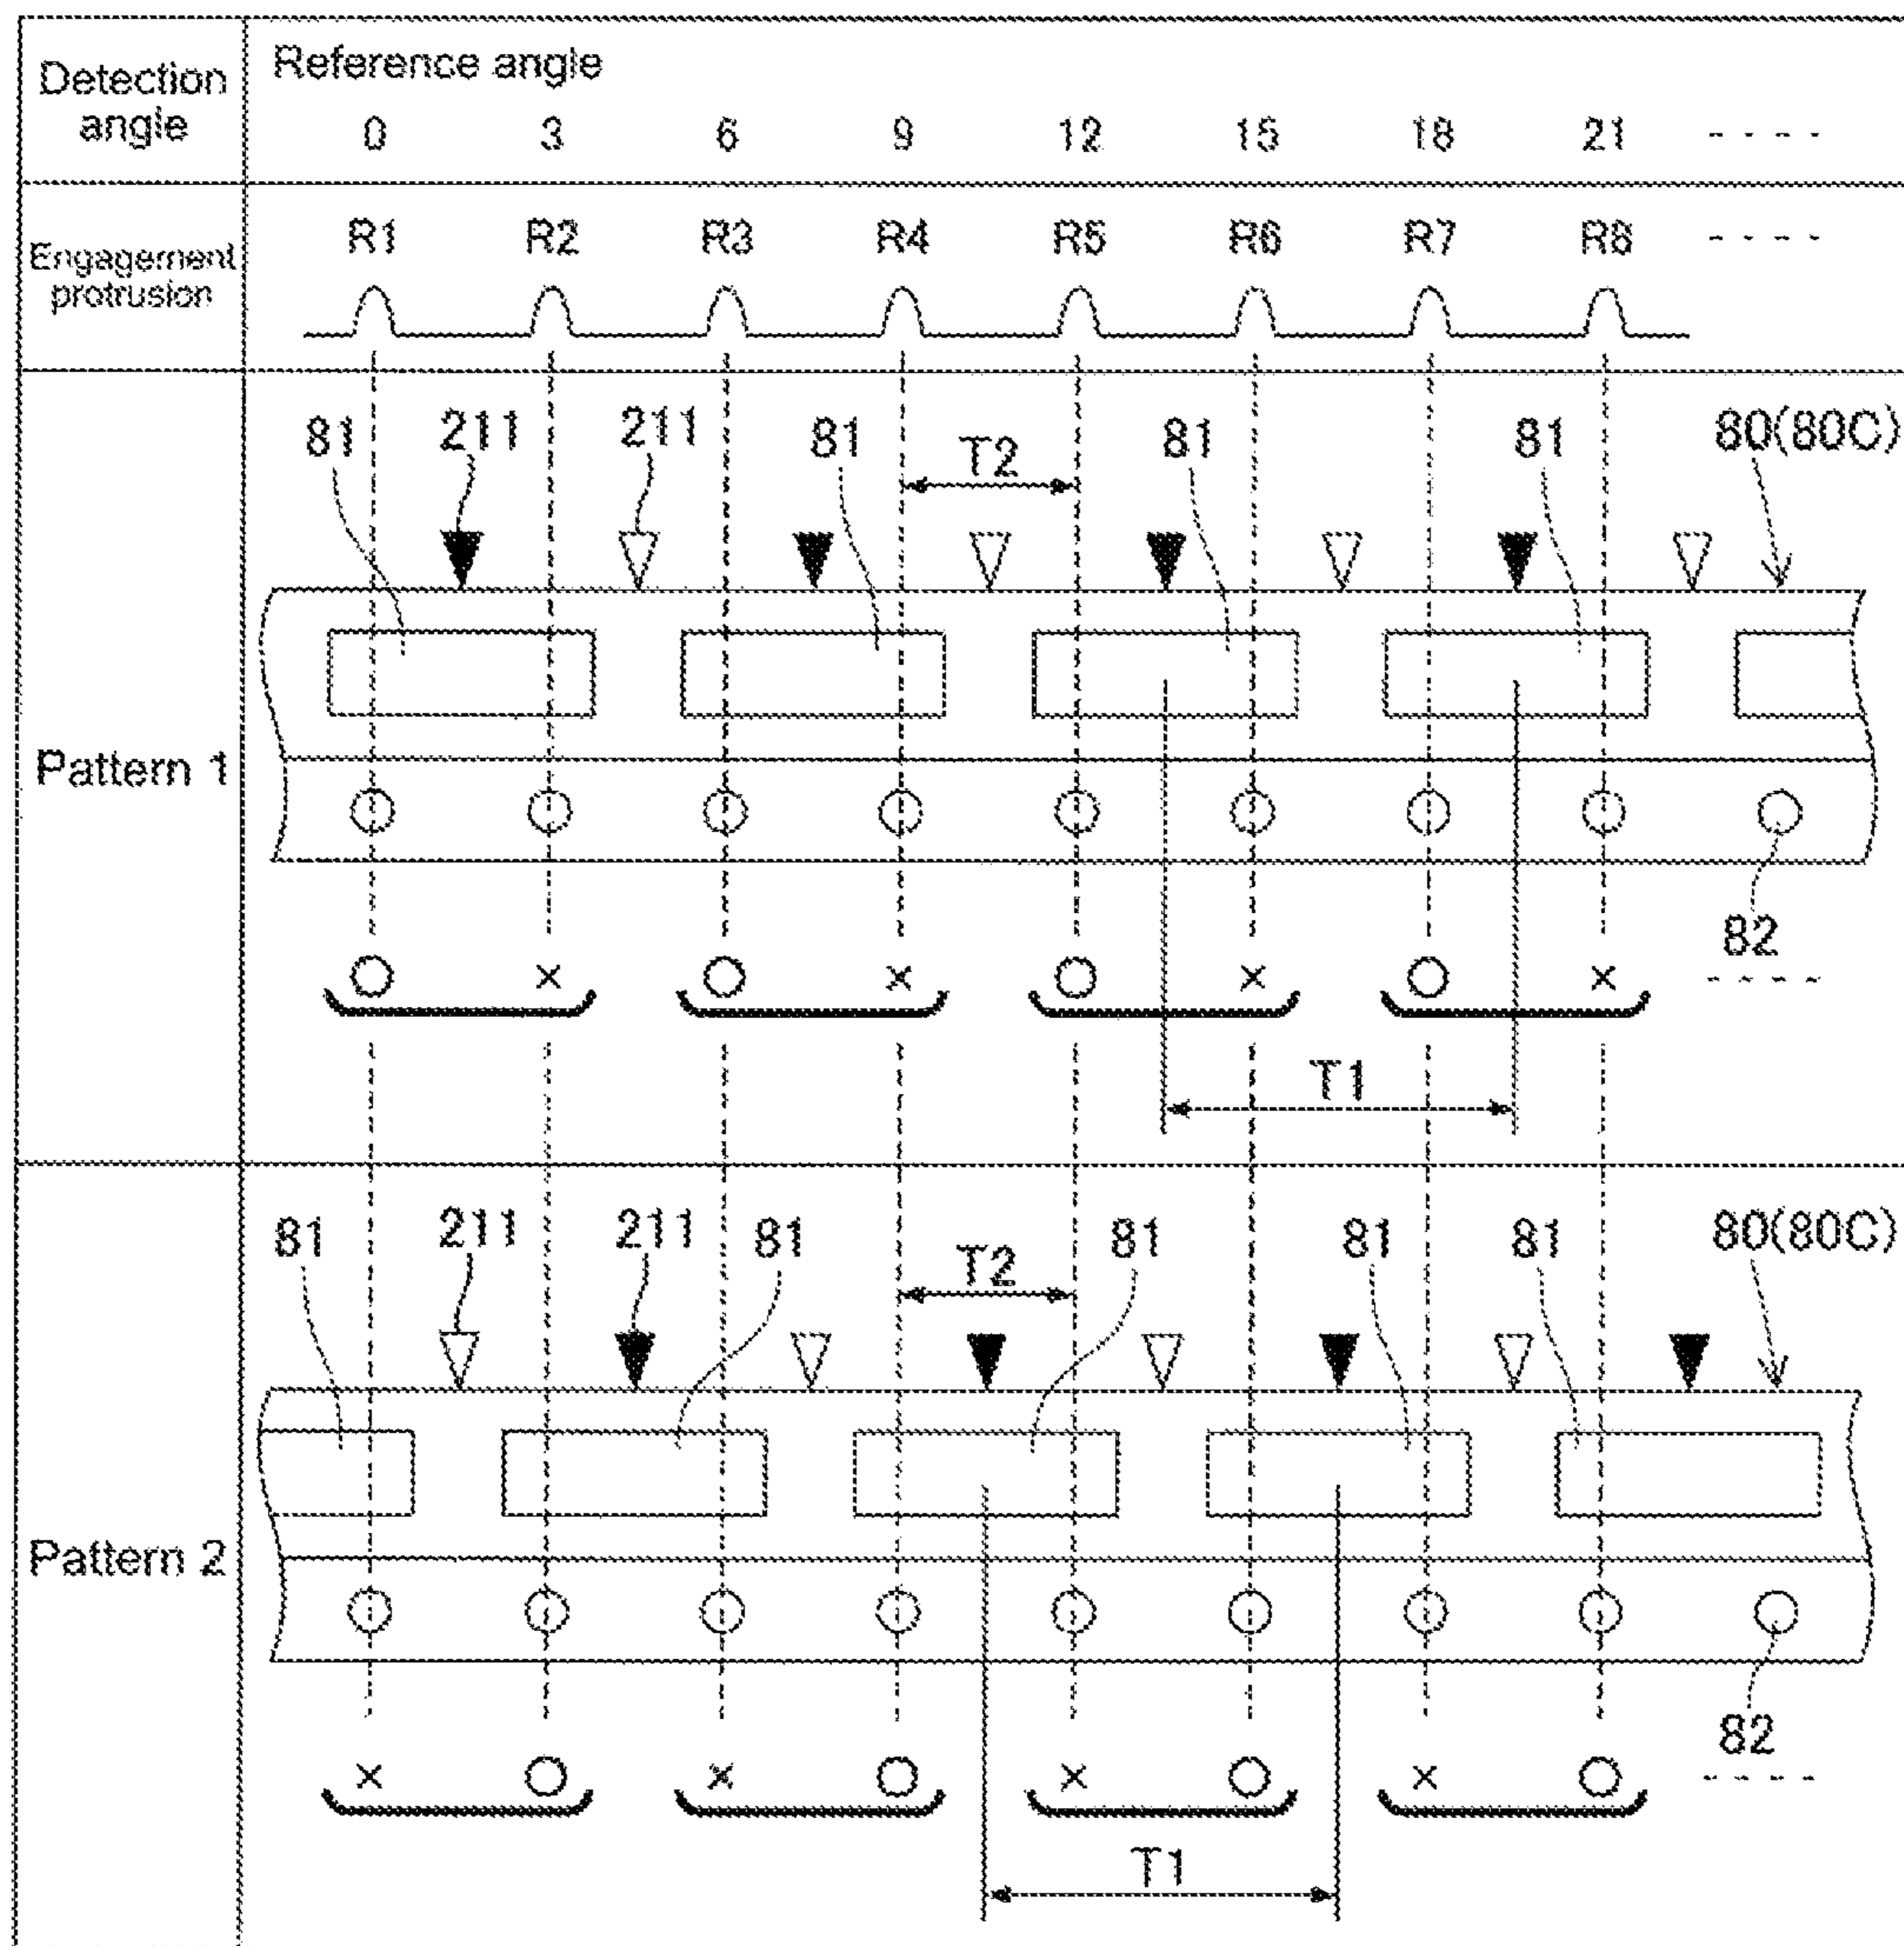 Detection angle
Reference angle
0 3 6 9 12 15 18 21 - - - -
Engagement protrusion
R1 R2 R3 R4 R5 R6 R7 R8 - - - -
Pattern 1
81 211 211 81 T2 81 81 80(80C)
82
○ × ○ × ○ × ○ × - - - -
T1
Pattern 2
81 211 211 81 T2 81 81 81 80(80C)
82
× ○ × ○ × ○ × ○ - - - -
T1